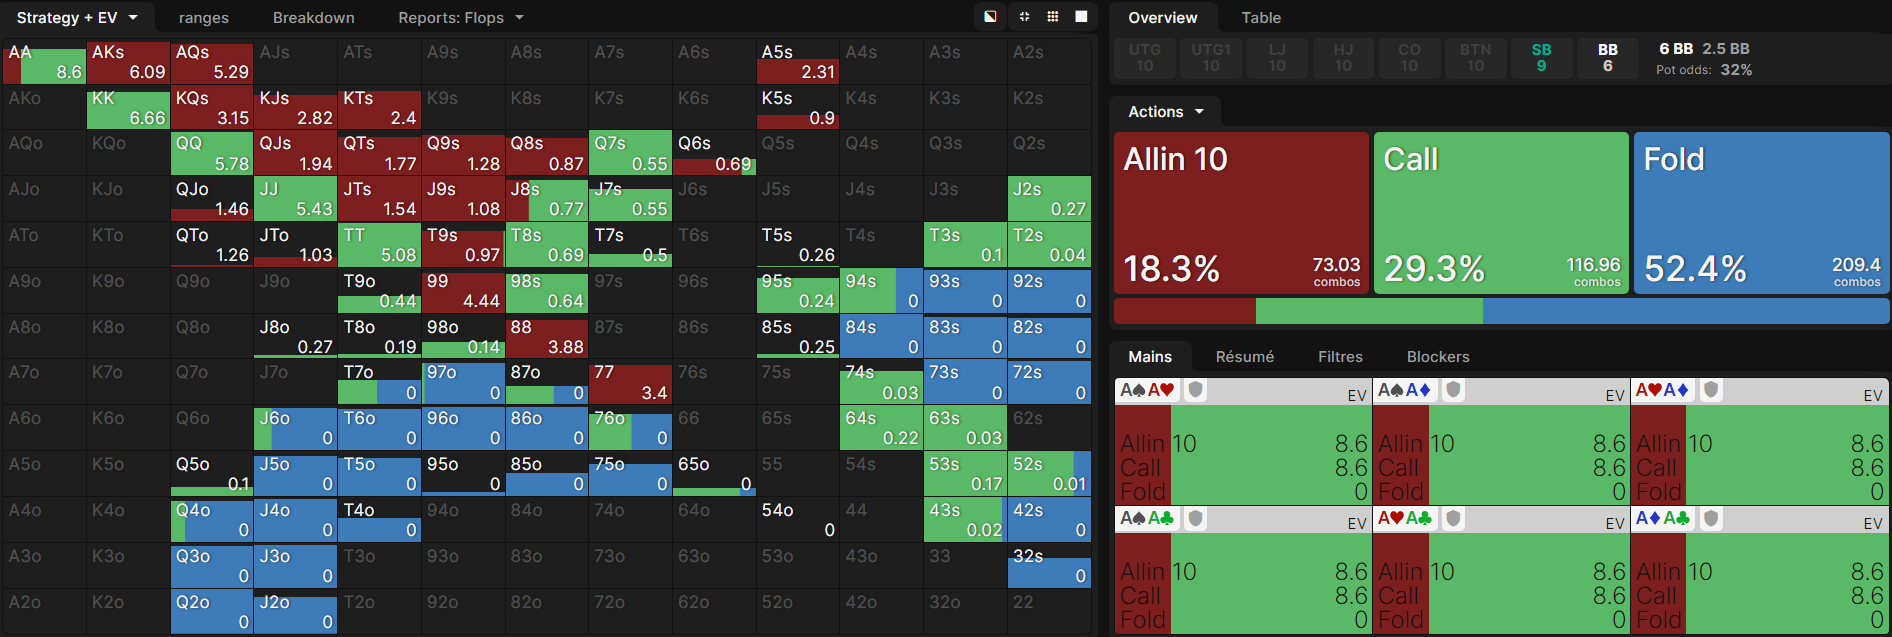 Strategy + EV ranges Breakdown Reports: Flops Overview Table
UTG UTG1 LJ HJ CO BTN SB BB 6 BB 2.5 BB
10 10 10 10 10 10 9 6 Pot odds: 32%
AA 8.6 AKs 6.09 AQs 5.29 AJs ATs A9s A8s A7s A6s A5s 2.31 A4s A3s A2s
AKo KK 6.66 KQs 3.15 KJs 2.82 KTs 2.4 K9s K8s K7s K6s K5s 0.9 K4s K3s K2s
AQo KQo QQ 5.78 QJs 1.94 QTs 1.77 Q9s 1.28 Q8s 0.87 Q7s 0.55 Q6s 0.69 Q5s Q4s Q3s Q2s
AJo KJo QJo 1.46 JJ 5.43 JTs 1.54 J9s 1.08 J8s 0.77 J7s 0.55 J6s J5s J4s J3s J2s 0.27
ATo KTo QTo 1.26 JTo 1.03 TT 5.08 T9s 0.97 T8s 0.69 T7s 0.5 T6s T5s 0.26 T4s T3s 0.1 T2s 0.04
A9o K9o Q9o J9o T9o 0.44 99 4.44 98s 0.64 97s 96s 95s 0.24 94s 0 93s 0 92s 0
A8o K8o Q8o J8o 0.27 T8o 0.19 98o 0.14 88 3.88 87s 86s 85s 0.25 84s 0 83s 0 82s 0
A7o K7o Q7o J7o T7o 0 97o 0 87o 0 77 3.4 76s 75s 74s 0.03 73s 0 72s 0
A6o K6o Q6o J6o 0 T6o 0 96o 0 86o 0 76o 0 66 65s 64s 0.22 63s 0.03 62s
A5o K5o Q5o 0.1 J5o 0 T5o 0 95o 0 85o 0 75o 0 65o 0 55 54s 53s 0.17 52s 0.01
A4o K4o Q4o 0 J4o 0 T4o 0 94o 84o 74o 64o 54o 0 44 43s 0.02 42s 0
A3o K3o Q3o 0 J3o 0 T3o 93o 83o 73o 63o 53o 43o 33 32s 0
A2o K2o Q2o 0 J2o 0 T2o 92o 82o 72o 62o 52o 42o 32o 22
Actions
Allin 10 Call Fold
18.3% 73.03 combos 29.3% 116.96 combos 52.4% 209.4 combos
Mains Résumé Filtres Blockers
A♠A♥ EV A♠A♦ EV A♥A♦ EV
Allin 10 8.6 Allin 10 8.6 Allin 10 8.6
Call 8.6 Call 8.6 Call 8.6
Fold 0 Fold 0 Fold 0
A♠A♣ EV A♥A♣ EV A♦A♣ EV
Allin 10 8.6 Allin 10 8.6 Allin 10 8.6
Call 8.6 Call 8.6 Call 8.6
Fold 0 Fold 0 Fold 0